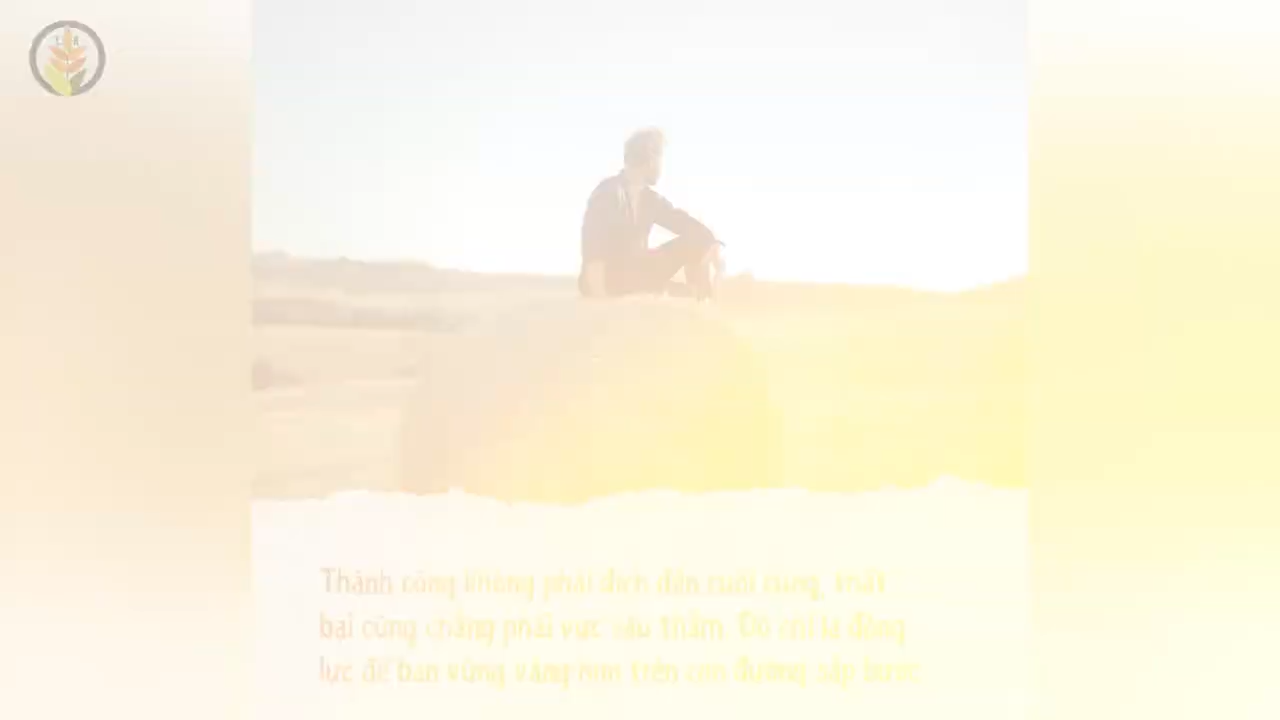 Thành công không phải đích đến cuối cùng, thất
bại cũng chẳng phải vực sâu thẳm. Đó chỉ là động
lực để bạn vững vàng hơn trên con đường sắp bước